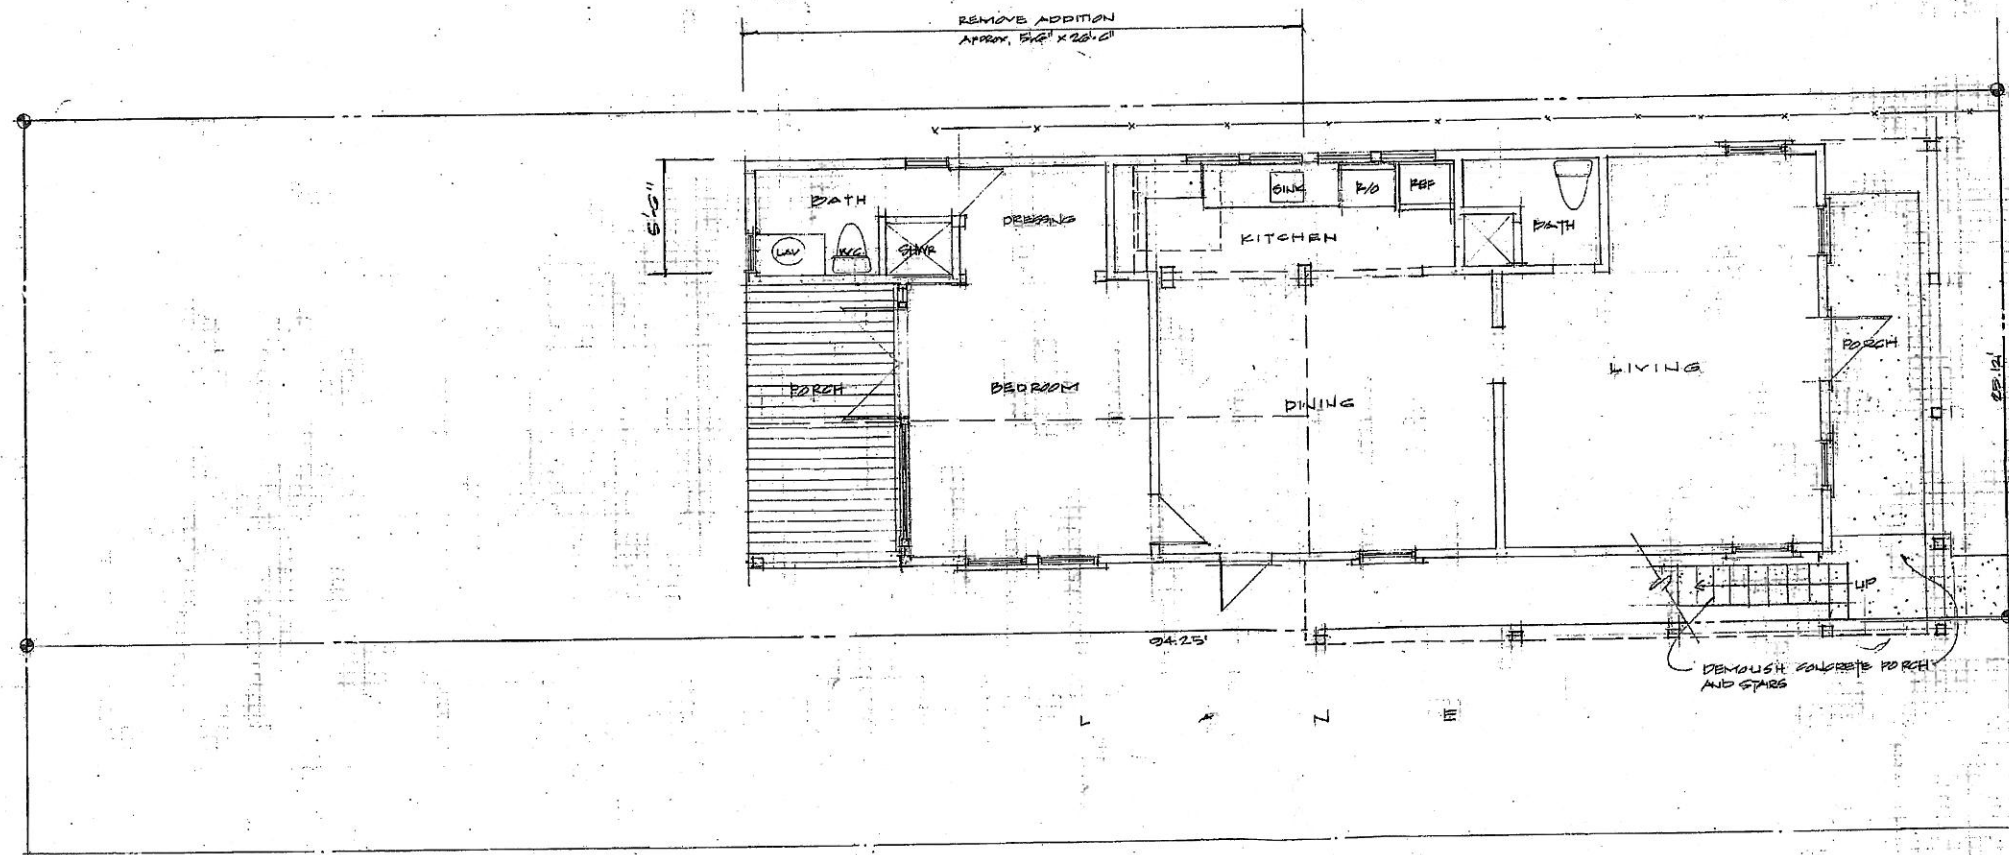 REMOVE ADDITION
APPROX. 5'-6" X 26'-6"
5'-6"
BATH
LAV
W.C.
SHWR
DRESSING
SINK
R/O
REF
KITCHEN
BATH
PORCH
BEDROOM
DINING
LIVING
PORCH
UP
94.25'
DEMOLISH CONCRETE PORCH
AND STAIRS
LANE